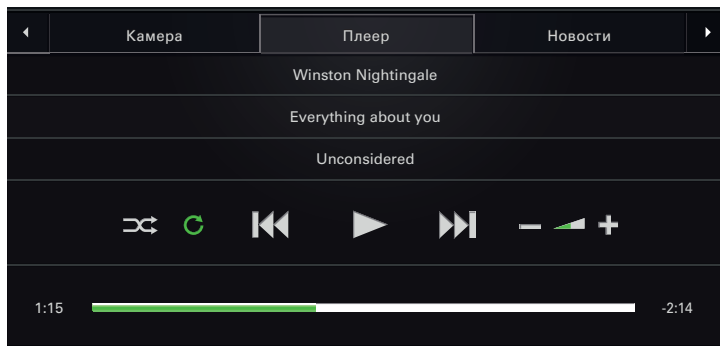 Камера Плеер Новости
Winston Nightingale
Everything about you
Unconsidered
1:15 -2:14